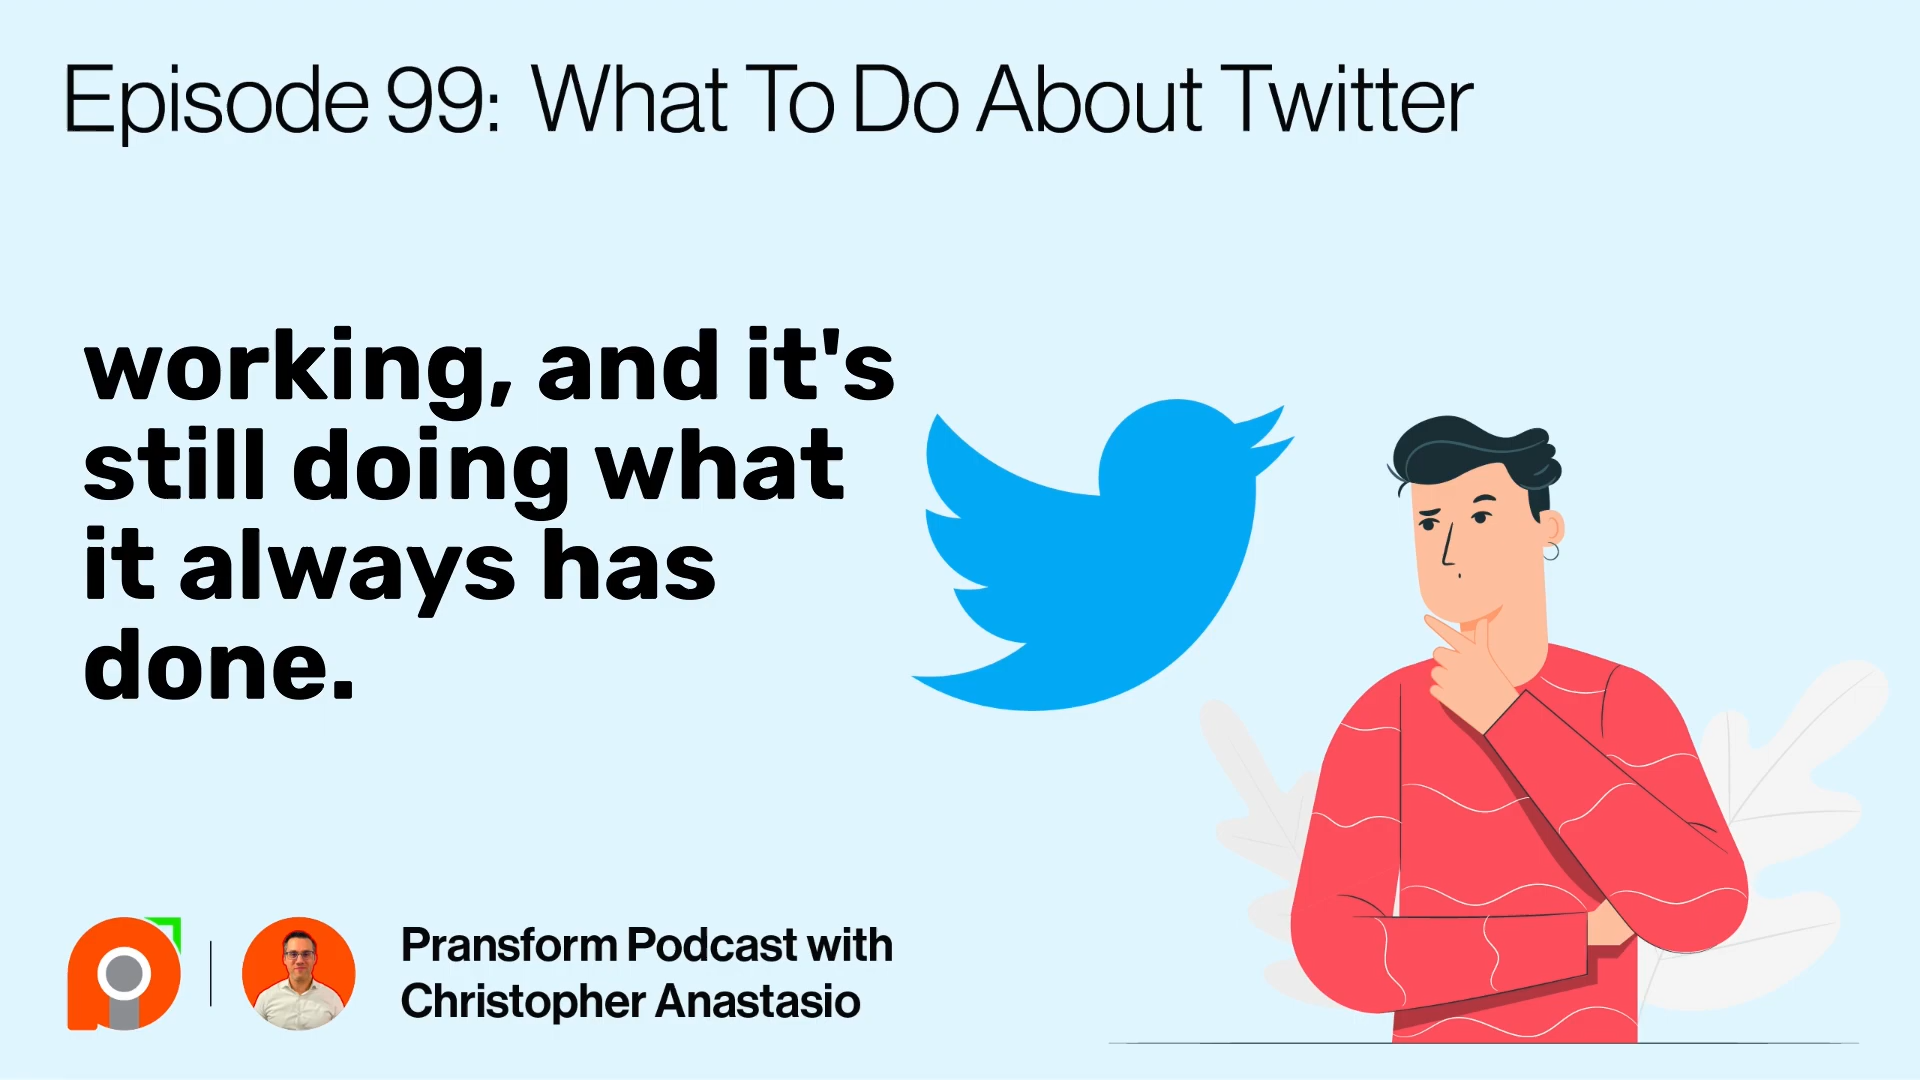 Episode 99: What To Do About Twitter
working, and it's
still doing what
it always has
done.
Pransform Podcast with
Christopher Anastasio